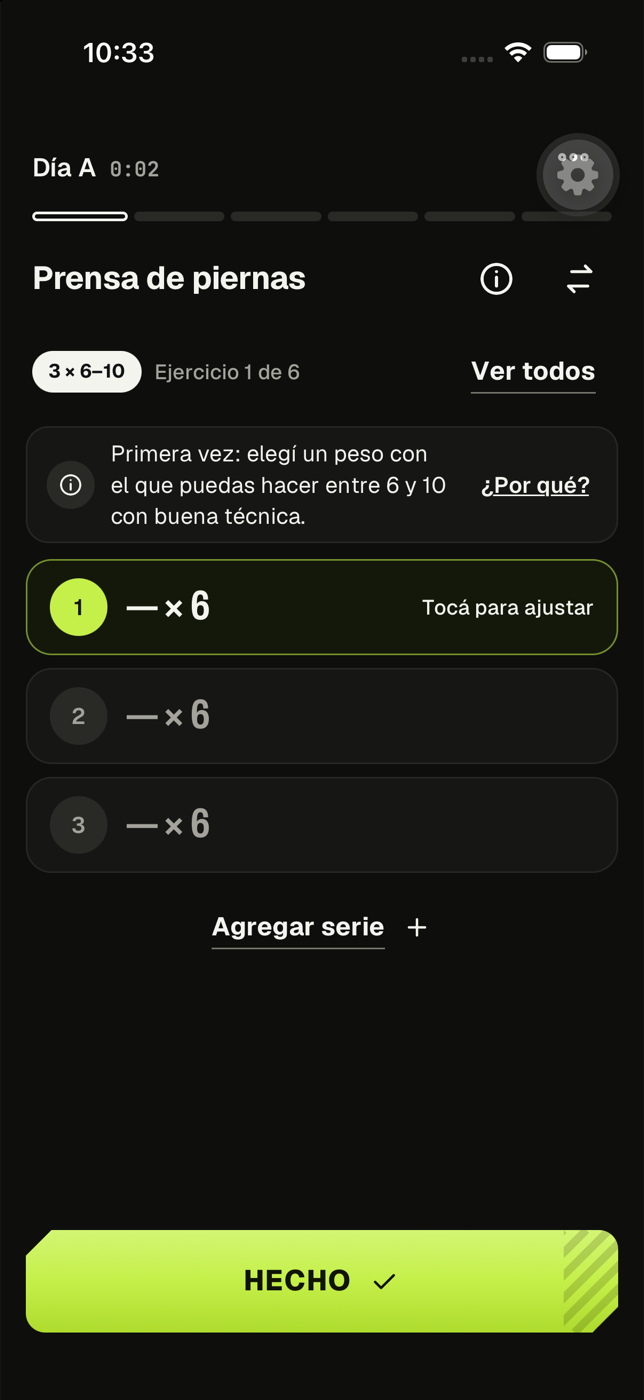 10:33
Día A 0:02
Prensa de piernas
3 × 6–10 Ejercicio 1 de 6 Ver todos
Primera vez: elegí un peso con
el que puedas hacer entre 6 y 10
con buena técnica.
¿Por qué?
1 — × 6 Tocá para ajustar
2 — × 6
3 — × 6
Agregar serie +
HECHO